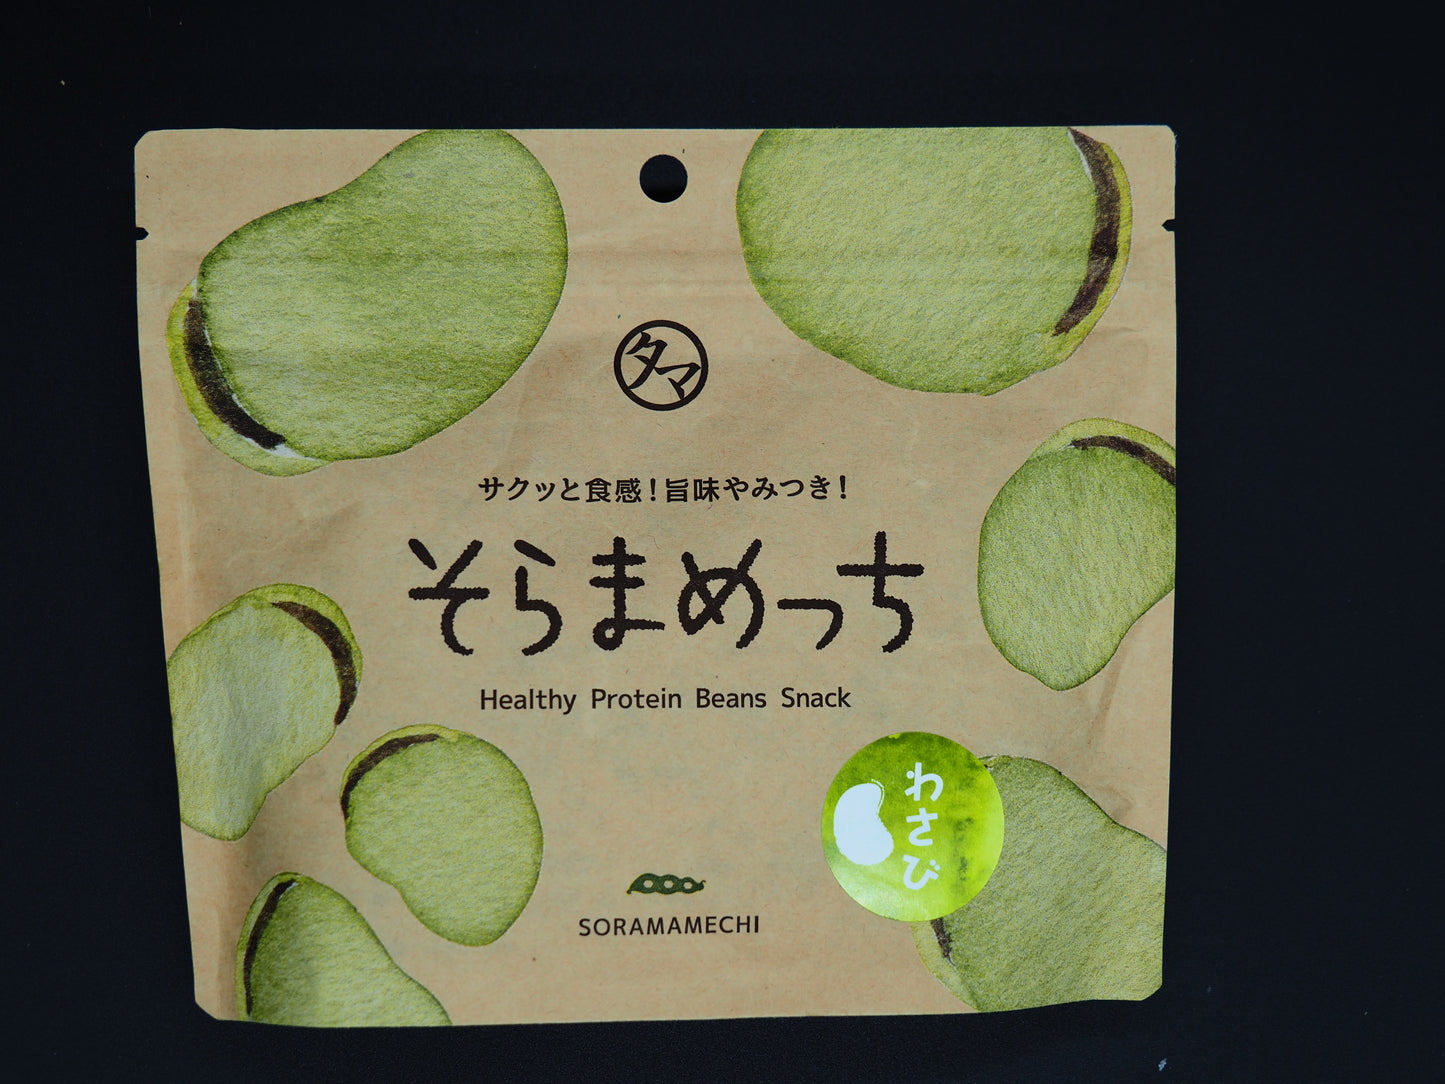 タマ
サクッと食感！旨味やみつき！
そらまめっち
Healthy Protein Beans Snack
わさび
SORAMAMECHI